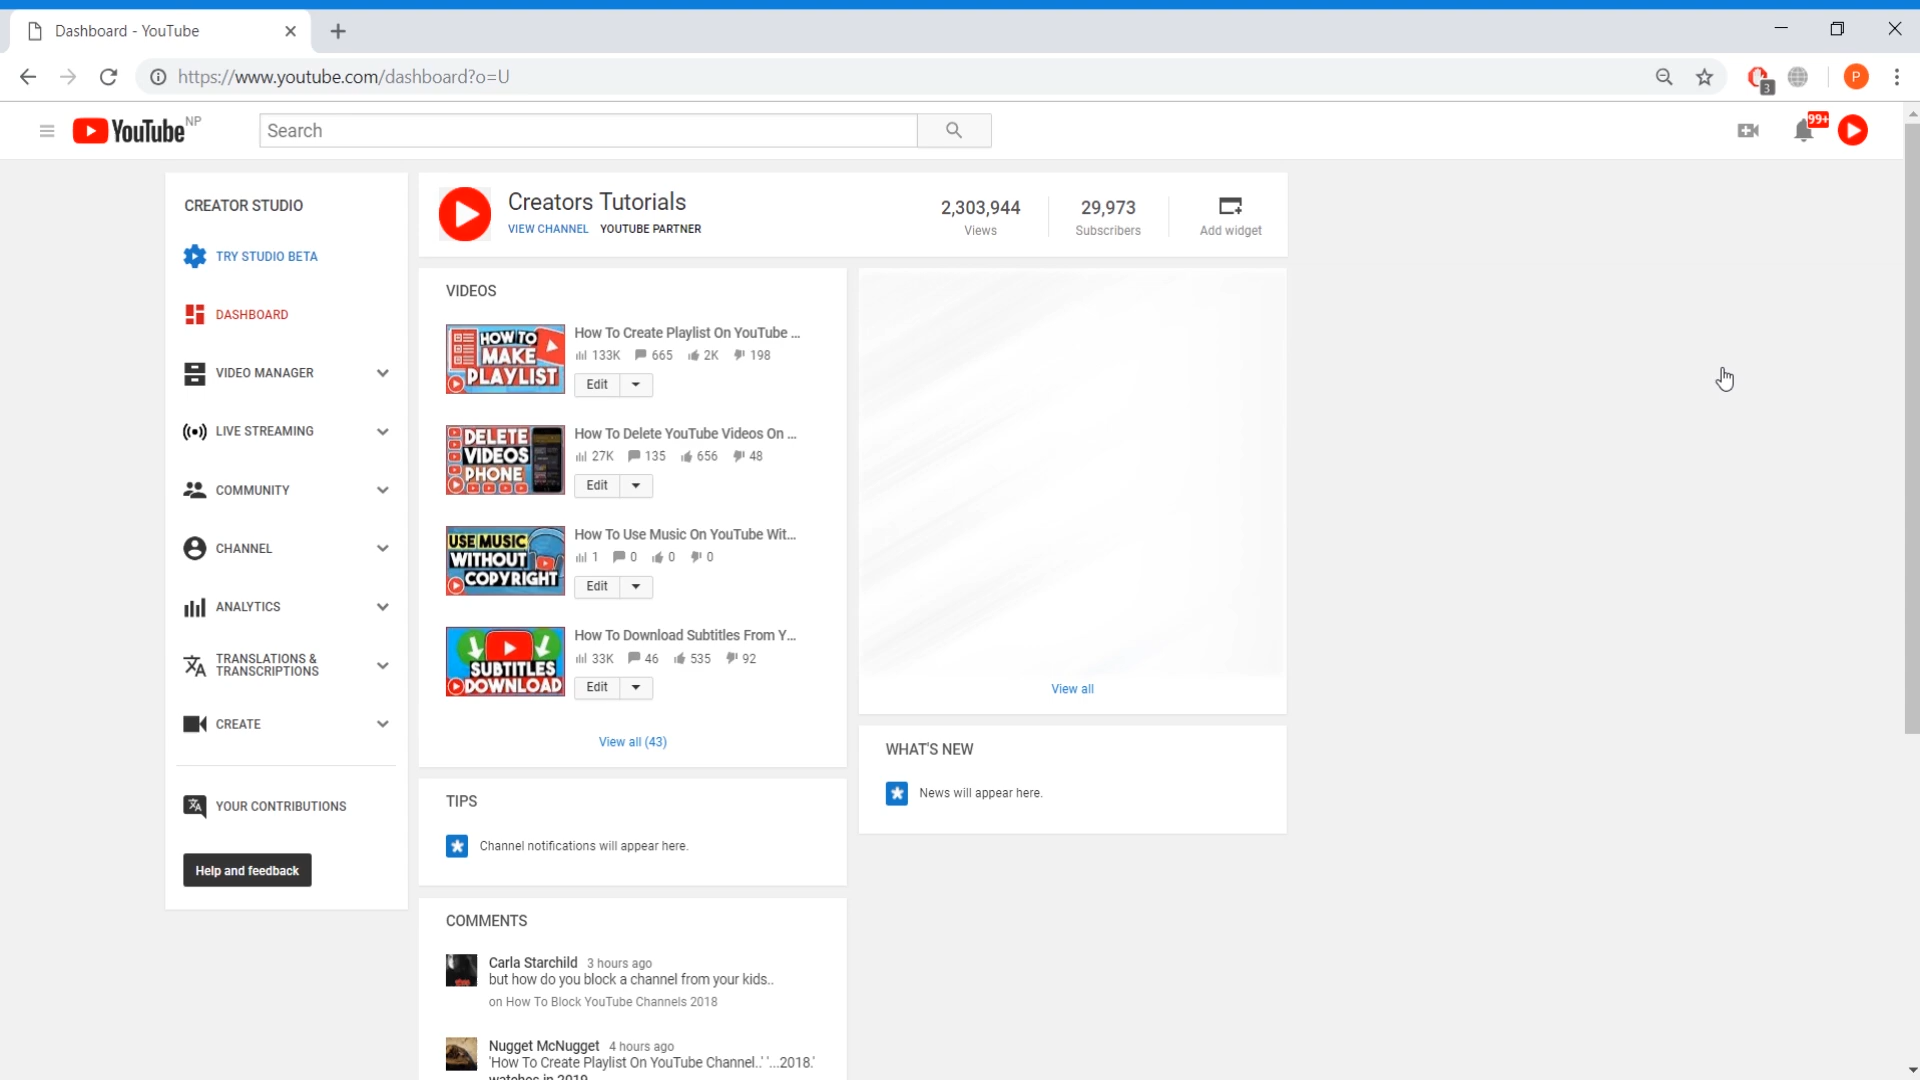 Dashboard - YouTube
https://www.youtube.com/dashboard?o=U
3
P
YouTube NP
Search
99+
CREATOR STUDIO
TRY STUDIO BETA
DASHBOARD
VIDEO MANAGER
LIVE STREAMING
COMMUNITY
CHANNEL
ANALYTICS
TRANSLATIONS &
TRANSCRIPTIONS
CREATE
YOUR CONTRIBUTIONS
Help and feedback
Creators Tutorials
VIEW CHANNEL YOUTUBE PARTNER
2,303,944
Views
29,973
Subscribers
Add widget
VIDEOS
HOW TO
MAKE
PLAYLIST
How To Create Playlist On YouTube ...
133K 665 2K 198
Edit
DELETE
VIDEOS
PHONE
How To Delete YouTube Videos On ...
27K 135 656 48
Edit
USE MUSIC
WITHOUT
COPYRIGHT
How To Use Music On YouTube Wit...
1 0 0 0
Edit
SUBTITLES
DOWNLOAD
How To Download Subtitles From Y...
33K 46 535 92
Edit
View all (43)
TIPS
Channel notifications will appear here.
COMMENTS
Carla Starchild 3 hours ago
but how do you block a channel from your kids..
on How To Block YouTube Channels 2018
Nugget McNugget 4 hours ago
'How To Create Playlist On YouTube Channel..' '...2018.'
watches in 2019
View all
WHAT'S NEW
News will appear here.